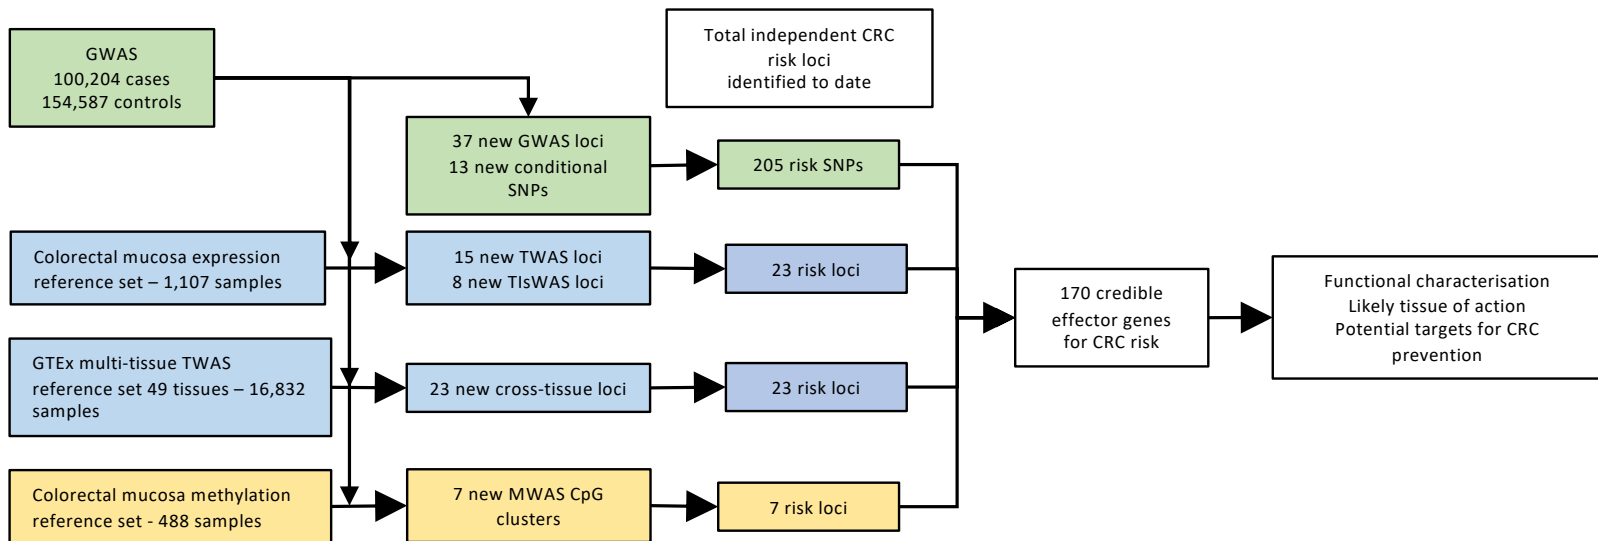 GWAS
100,204 cases
154,587 controls
Total independent CRC
risk loci
identified to date
37 new GWAS loci
13 new conditional
SNPs
205 risk SNPs
Colorectal mucosa expression
reference set – 1,107 samples
15 new TWAS loci
8 new TIsWAS loci
23 risk loci
GTEx multi-tissue TWAS
reference set 49 tissues – 16,832
samples
23 new cross-tissue loci
23 risk loci
Colorectal mucosa methylation
reference set - 488 samples
7 new MWAS CpG
clusters
7 risk loci
170 credible
effector genes
for CRC risk
Functional characterisation
Likely tissue of action
Potential targets for CRC
prevention